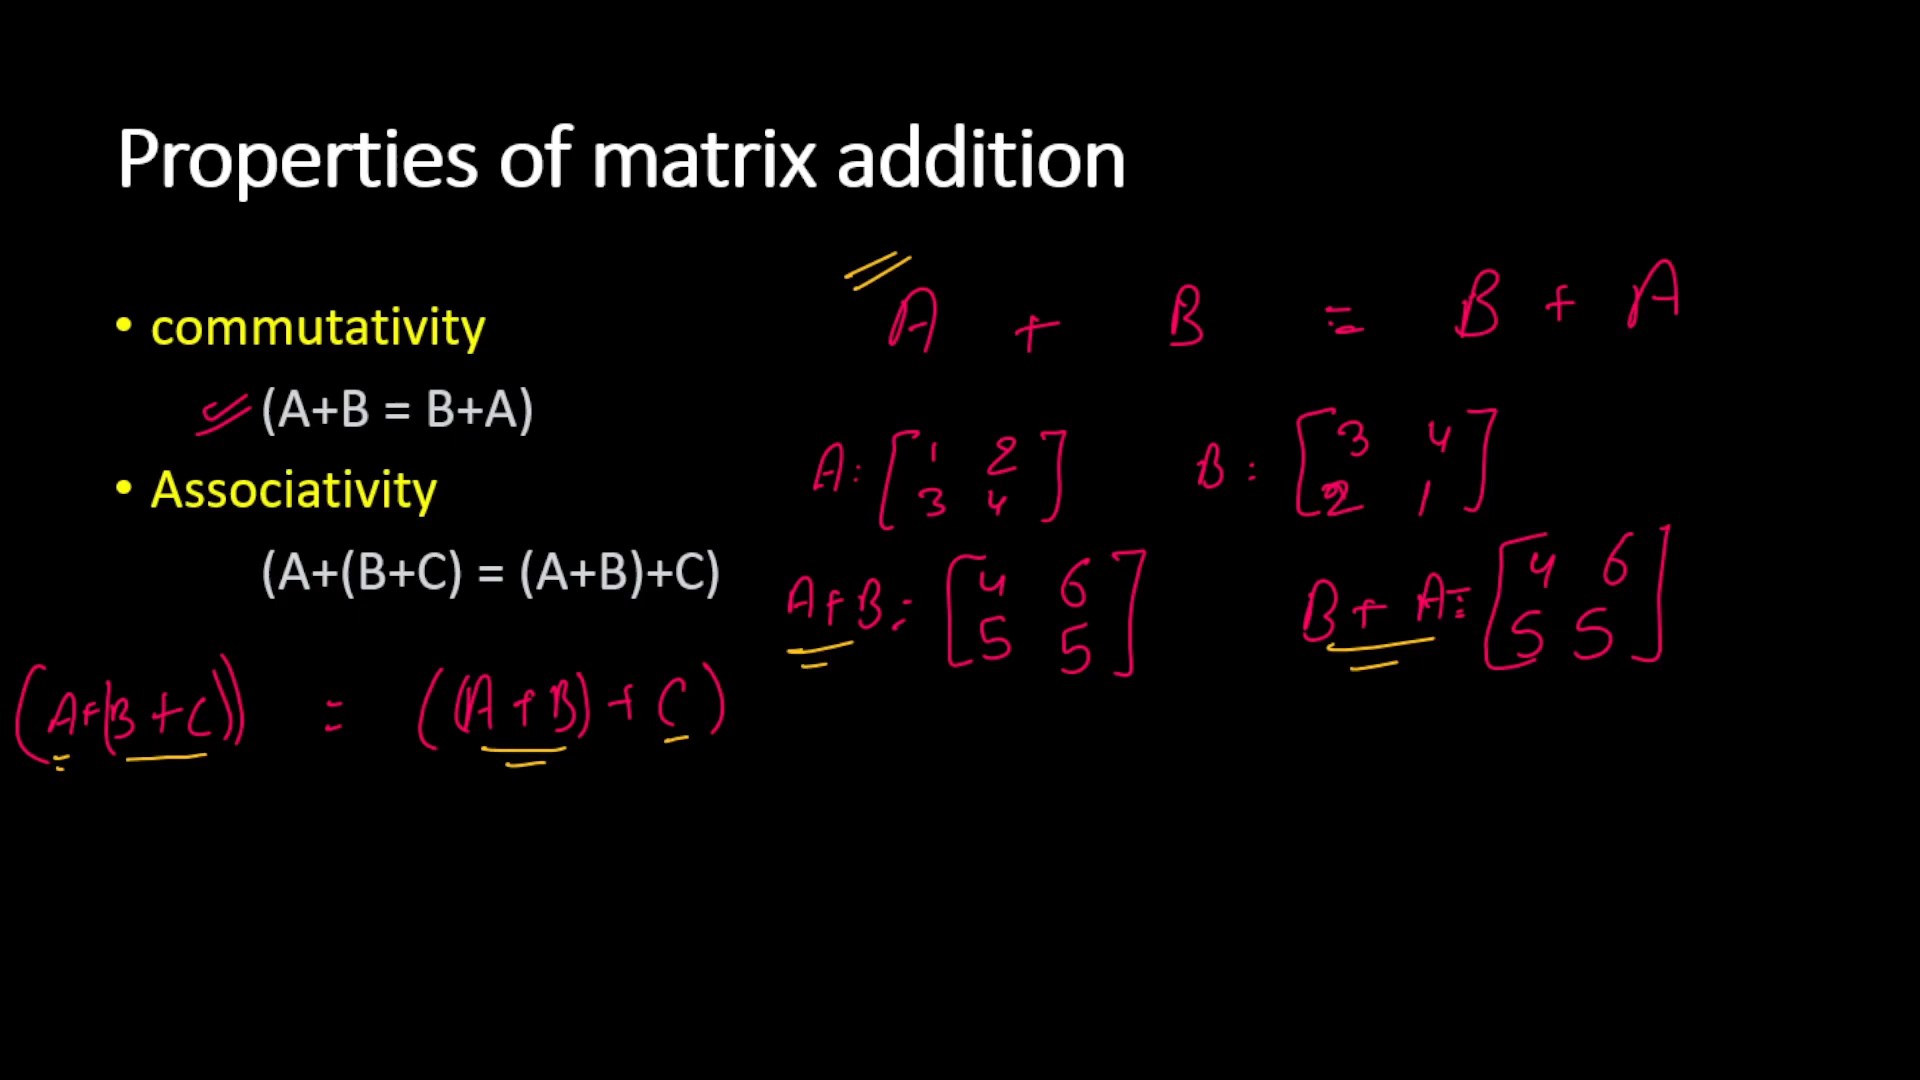 Properties of matrix addition
• commutativity
(A+B = B+A)
• Associativity
(A+(B+C) = (A+B)+C)
(A+(B+C)) = ((A+B)+C)
A + B = B + A
A: [1 2
3 4]
B: [3 4
2 1]
A+B: [4 6
5 5]
B+A= [4 6
5 5]